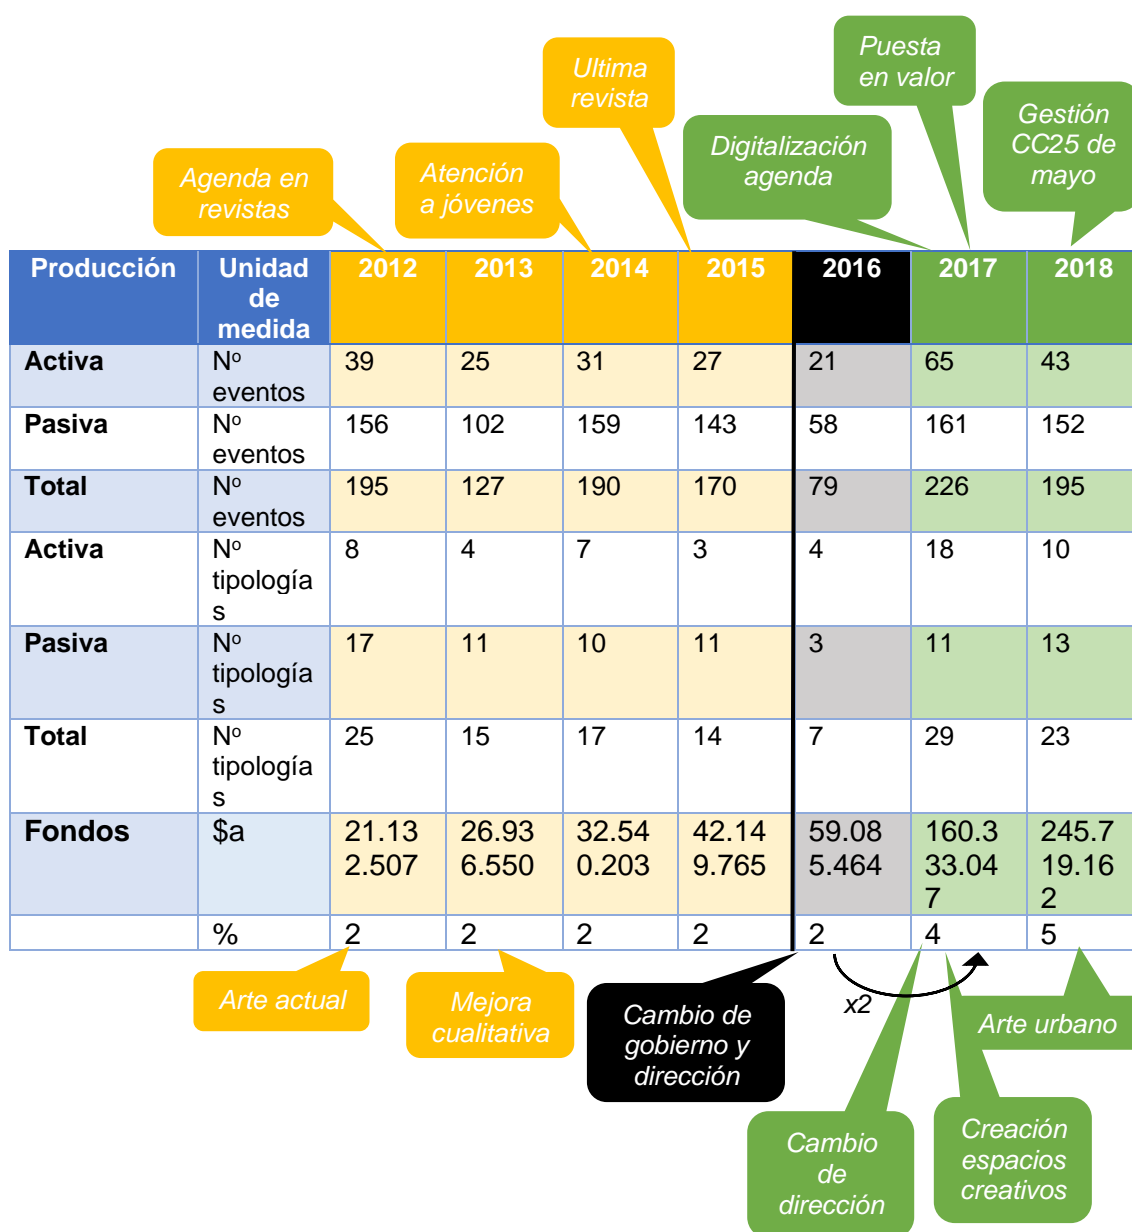 Ultima
revista
Puesta
en valor
Gestión
CC25 de
mayo
Digitalización
agenda
Agenda en
revistas
Atención
a jóvenes
Producción
Unidad
de
medida
2012
2013
2014
2015
2016
2017
2018
Activa
Nº
eventos
39
25
31
27
21
65
43
Pasiva
Nº
eventos
156
102
159
143
58
161
152
Total
Nº
eventos
195
127
190
170
79
226
195
Activa
Nº
tipología
s
8
4
7
3
4
18
10
Pasiva
Nº
tipología
s
17
11
10
11
3
11
13
Total
Nº
tipología
s
25
15
17
14
7
29
23
Fondos
$a
21.13
2.507
26.93
6.550
32.54
0.203
42.14
9.765
59.08
5.464
160.3
33.04
7
245.7
19.16
2
%
2
2
2
2
2
4
5
Arte actual
Mejora
cualitativa
Cambio de
gobierno y
dirección
x2
Arte urbano
Cambio
de
dirección
Creación
espacios
creativos